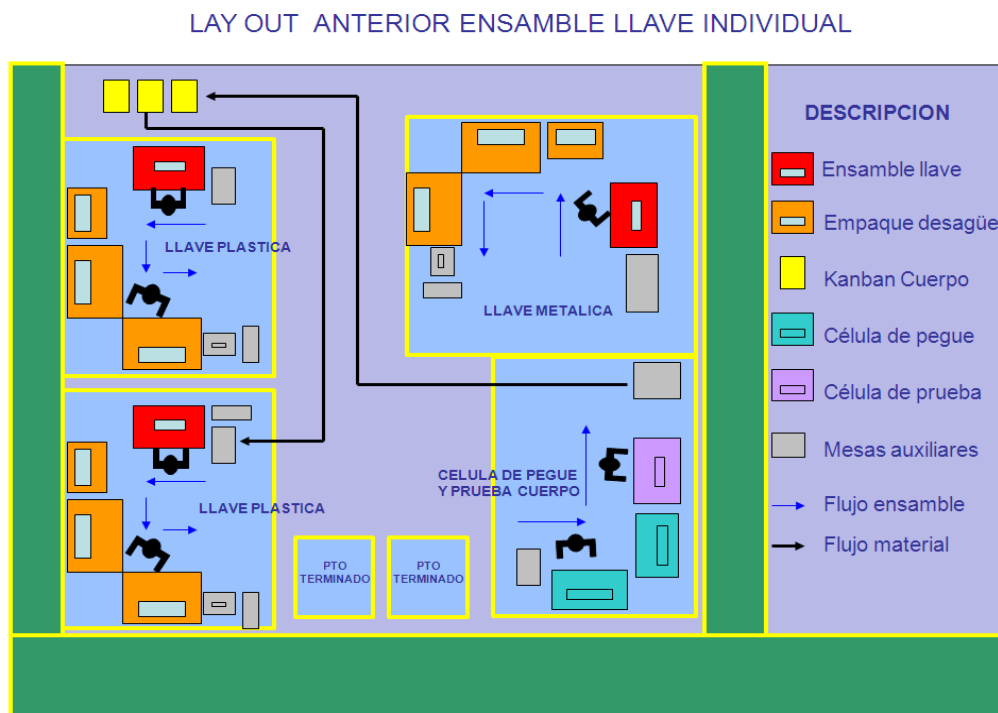 LAY OUT ANTERIOR ENSAMBLE LLAVE INDIVIDUAL
LLAVE PLASTICA
LLAVE METALICA
LLAVE PLASTICA
CELULA DE PEGUE
Y PRUEBA CUERPO
PTO
TERMINADO
PTO
TERMINADO
DESCRIPCION
Ensamble llave
Empaque desagüe
Kanban Cuerpo
Célula de pegue
Célula de prueba
Mesas auxiliares
Flujo ensamble
Flujo material